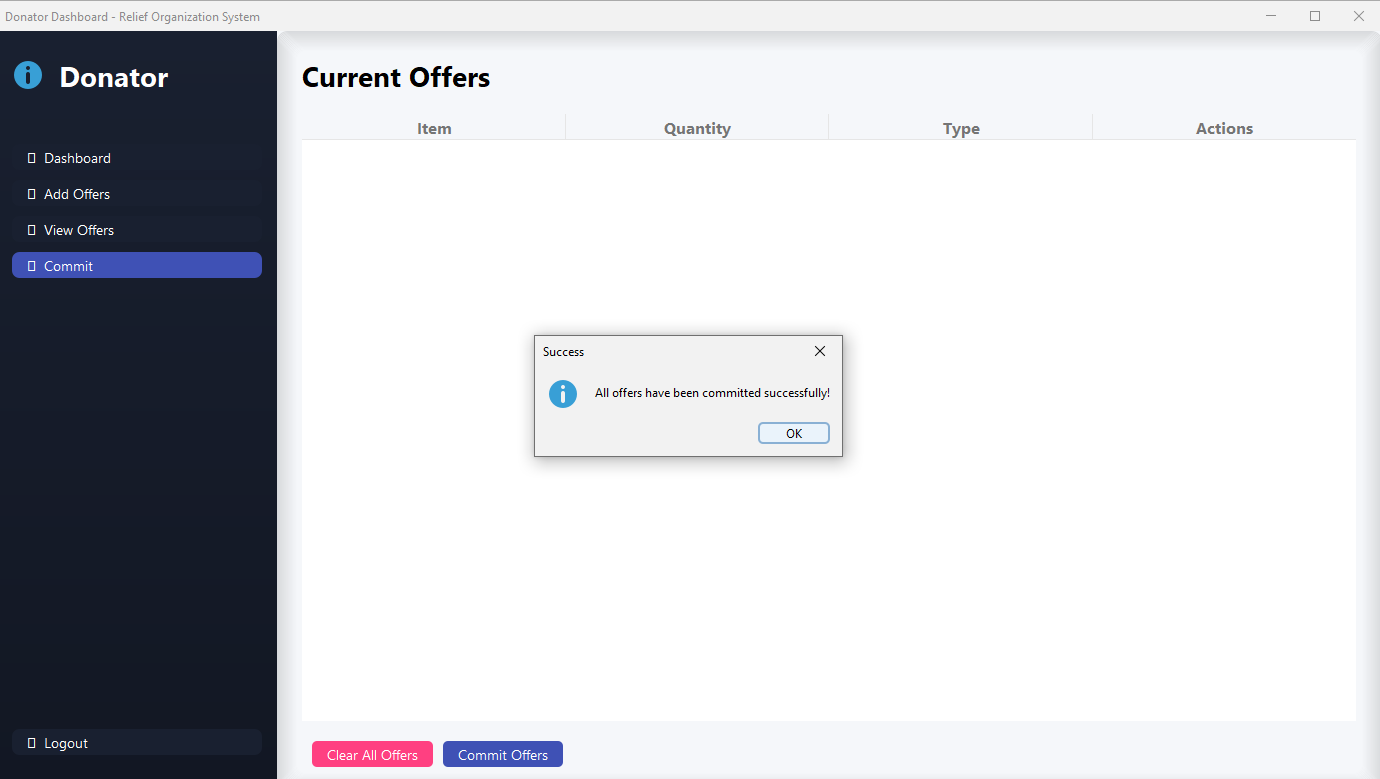 Donator Dashboard - Relief Organization System
Donator
Dashboard
Add Offers
View Offers
Commit
Logout
Current Offers
Item Quantity Type Actions
Success
All offers have been committed successfully!
OK
Clear All Offers Commit Offers